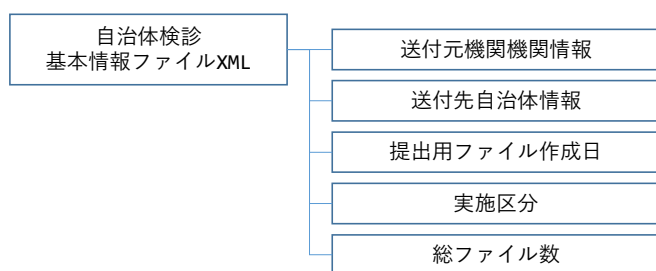 自治体検診
基本情報ファイルXML
送付元機関機関情報
送付先自治体情報
提出用ファイル作成日
実施区分
総ファイル数